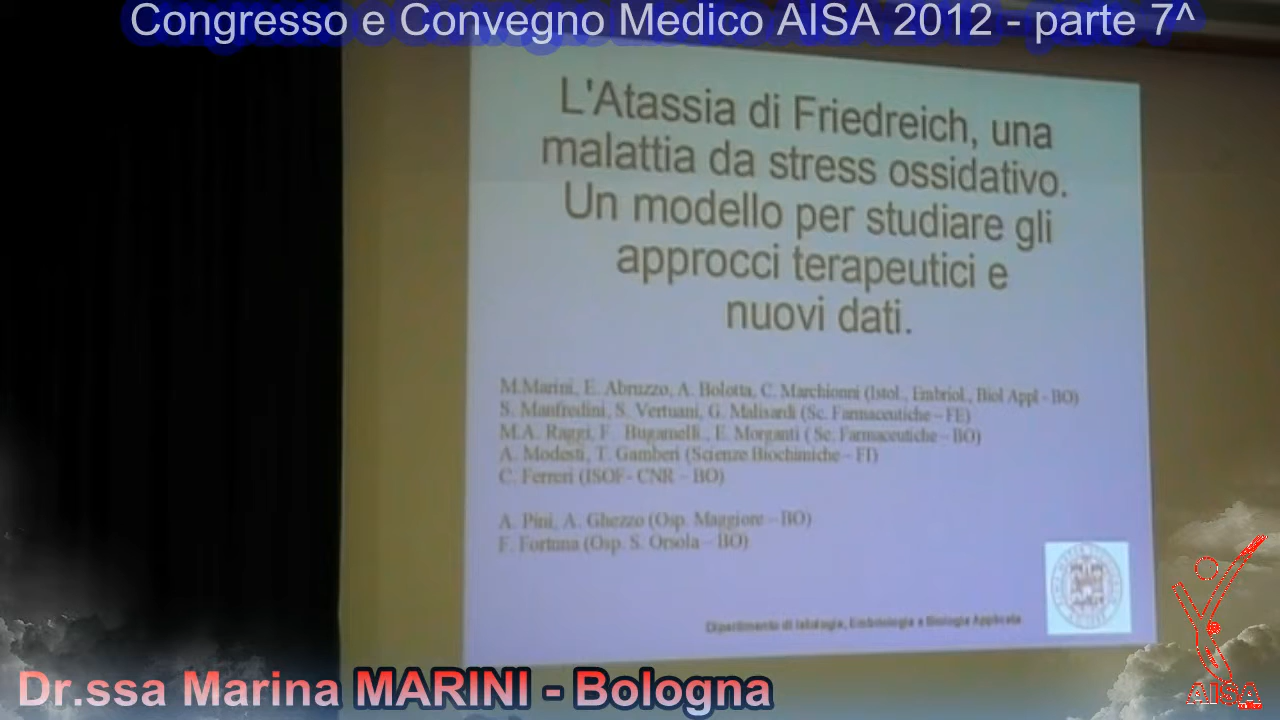 Congresso e Convegno Medico AISA 2012 - parte 7^
L'Atassia di Friedreich, una
malattia da stress ossidativo.
Un modello per studiare gli
approcci terapeutici e
nuovi dati.
M.Marini, E. Abruzzo, A. Bolotta, C. Marchionni (Istol., Embriol., Biol Appl - BO)
S. Manfredini, S. Vertuani, G. Malisardi (Sc. Farmaceutiche – FE)
M.A. Raggi, F. Bugamelli., E. Morganti ( Sc. Farmaceutiche – BO)
A. Modesti, T. Gamberi (Scienze Biochimiche – FI)
C. Ferreri (ISOF- CNR – BO)
A. Pini, A. Ghezzo (Osp. Maggiore – BO)
F. Fortuna (Osp. S. Orsola – BO)
Dipartimento di Istologia, Embriologia e Biologia Applicata
Dr.ssa Marina MARINI - Bologna
AISA